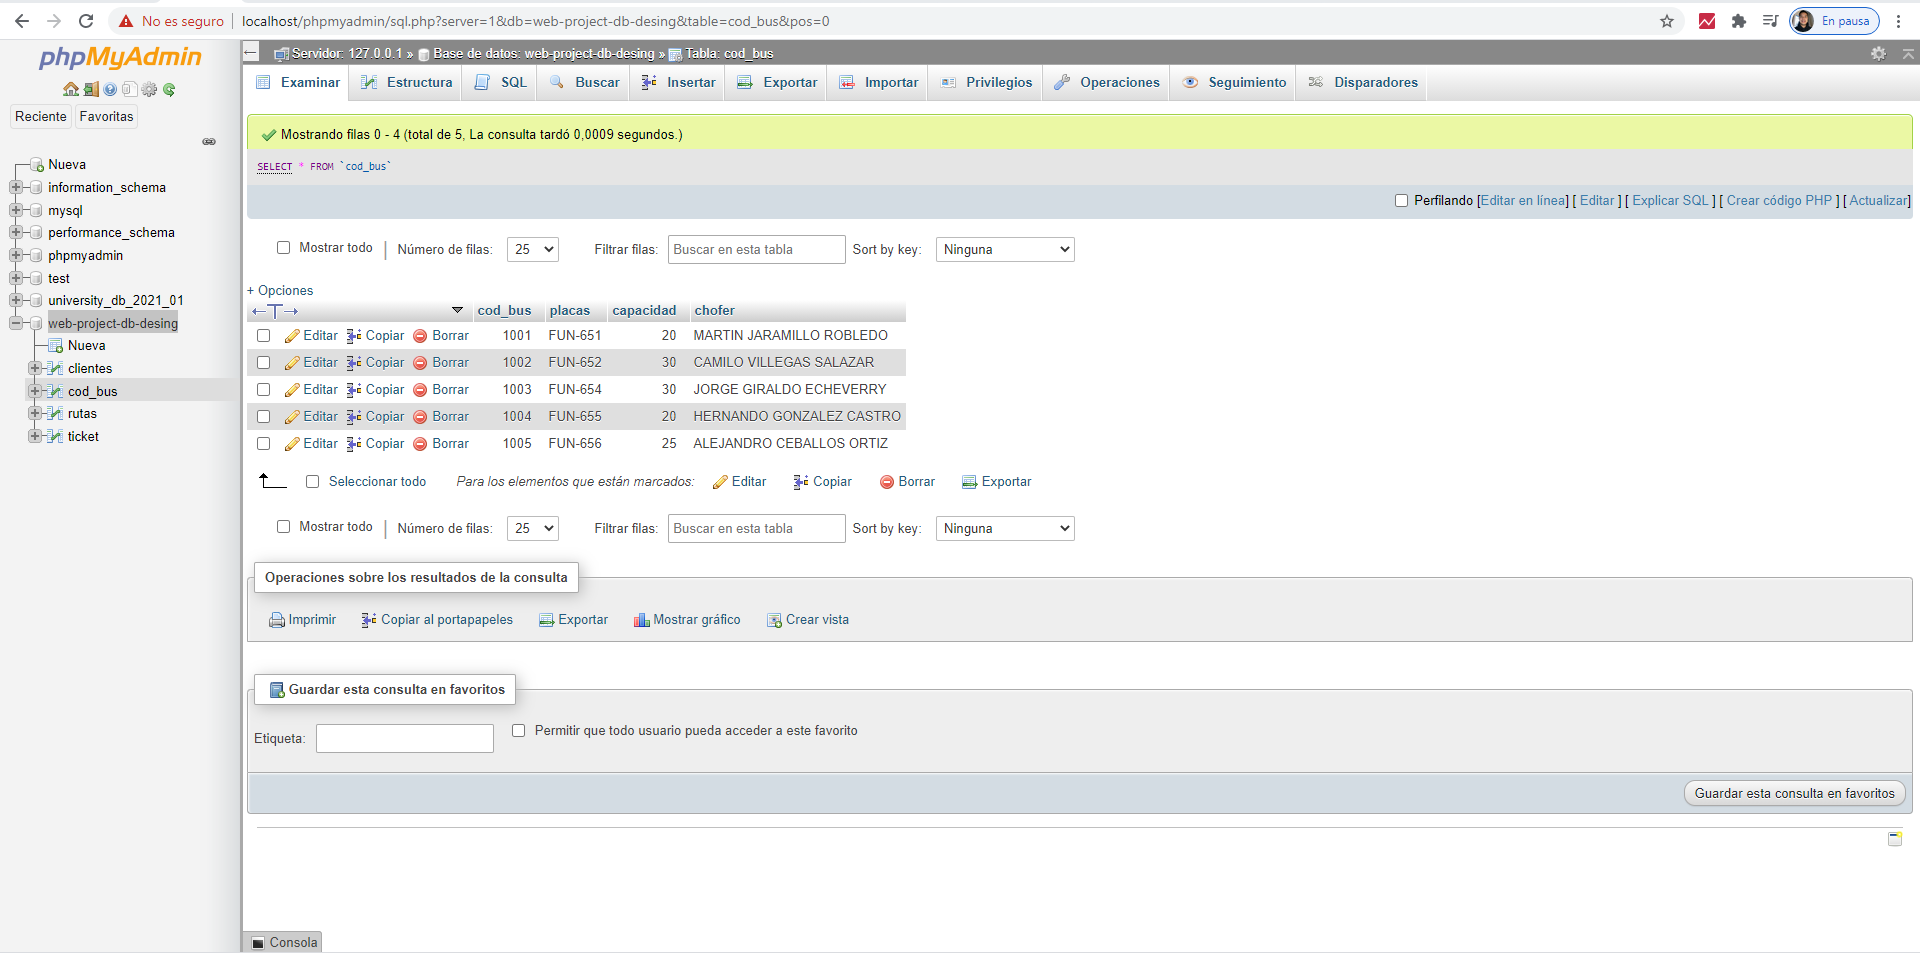 No es seguro localhost/phpmyadmin/sql.php?server=1&db=web-project-db-desing&table=cod_bus&pos=0 En pausa
phpMyAdmin
Reciente Favoritas
Nueva
information_schema
mysql
performance_schema
phpmyadmin
test
university_db_2021_01
web-project-db-desing
Nueva
clientes
cod_bus
rutas
ticket
Servidor: 127.0.0.1 » Base de datos: web-project-db-desing » Tabla: cod_bus
Examinar Estructura SQL Buscar Insertar Exportar Importar Privilegios Operaciones Seguimiento Disparadores
Mostrando filas 0 - 4 (total de 5, La consulta tardó 0,0009 segundos.)
SELECT * FROM `cod_bus`
Perfilando [Editar en línea] [ Editar ] [ Explicar SQL ] [ Crear código PHP ] [ Actualizar]
Mostrar todo | Número de filas: 25 Filtrar filas: Buscar en esta tabla Sort by key: Ninguna
+ Opciones
←T→ cod_bus placas capacidad chofer
Editar Copiar Borrar 1001 FUN-651 20 MARTIN JARAMILLO ROBLEDO
Editar Copiar Borrar 1002 FUN-652 30 CAMILO VILLEGAS SALAZAR
Editar Copiar Borrar 1003 FUN-654 30 JORGE GIRALDO ECHEVERRY
Editar Copiar Borrar 1004 FUN-655 20 HERNANDO GONZALEZ CASTRO
Editar Copiar Borrar 1005 FUN-656 25 ALEJANDRO CEBALLOS ORTIZ
Seleccionar todo Para los elementos que están marcados: Editar Copiar Borrar Exportar
Mostrar todo | Número de filas: 25 Filtrar filas: Buscar en esta tabla Sort by key: Ninguna
Operaciones sobre los resultados de la consulta
Imprimir Copiar al portapapeles Exportar Mostrar gráfico Crear vista
Guardar esta consulta en favoritos
Etiqueta: Permitir que todo usuario pueda acceder a este favorito
Guardar esta consulta en favoritos
Consola